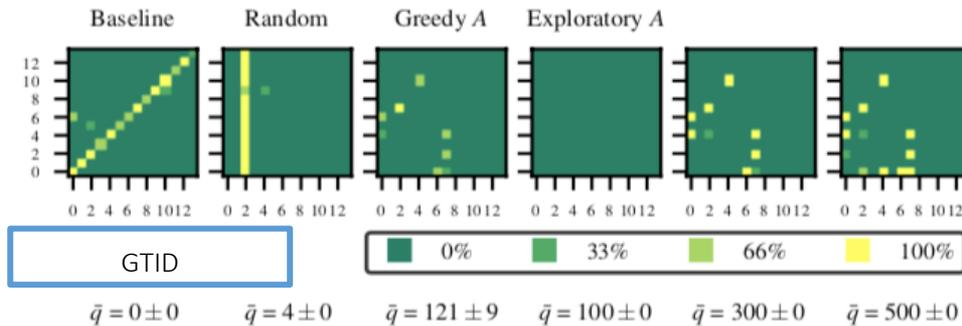 Baseline Random Greedy A Exploratory A
12
10
8
6
4
2
0
0 2 4 6 8 10 12 0 2 4 6 8 10 12 0 2 4 6 8 10 12 0 2 4 6 8 10 12 0 2 4 6 8 10 12 0 2 4 6 8 10 12
GTID 0% 33% 66% 100%
q̄ = 0 ± 0 q̄ = 4 ± 0 q̄ = 121 ± 9 q̄ = 100 ± 0 q̄ = 300 ± 0 q̄ = 500 ± 0